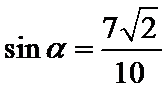 sin α = 7√2/10